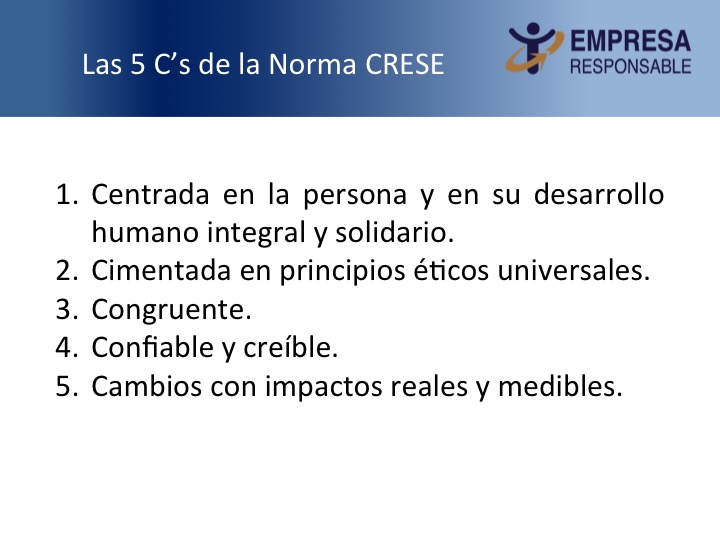 Las 5 C’s de la Norma CRESE
EMPRESA
RESPONSABLE
1. Centrada en la persona y en su desarrollo
humano integral y solidario.
2. Cimentada en principios éticos universales.
3. Congruente.
4. Confiable y creíble.
5. Cambios con impactos reales y medibles.